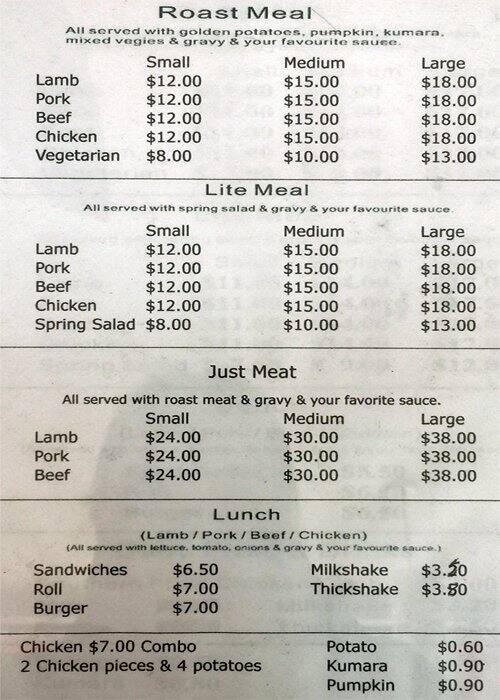 Roast Meal
All served with golden potatoes, pumpkin, kumara,
mixed vegies & gravy & your favourite sauce.
Small Medium Large
Lamb $12.00 $15.00 $18.00
Pork $12.00 $15.00 $18.00
Beef $12.00 $15.00 $18.00
Chicken $12.00 $15.00 $18.00
Vegetarian $8.00 $10.00 $13.00
Lite Meal
All served with spring salad & gravy & your favourite sauce.
Small Medium Large
Lamb $12.00 $15.00 $18.00
Pork $12.00 $15.00 $18.00
Beef $12.00 $15.00 $18.00
Chicken $12.00 $15.00 $18.00
Spring Salad $8.00 $10.00 $13.00
Just Meat
All served with roast meat & gravy & your favorite sauce.
Small Medium Large
Lamb $24.00 $30.00 $38.00
Pork $24.00 $30.00 $38.00
Beef $24.00 $30.00 $38.00
Lunch
(Lamb / Pork / Beef / Chicken)
(All served with lettuce, tomato, onions & gravy & your favourite sauce.)
Sandwiches $6.50 Milkshake
Roll $7.00 Thickshake
Burger $7.00
Chicken $7.00 Combo Potato $0.60
2 Chicken pieces & 4 potatoes Kumara $0.90
Pumpkin $0.90